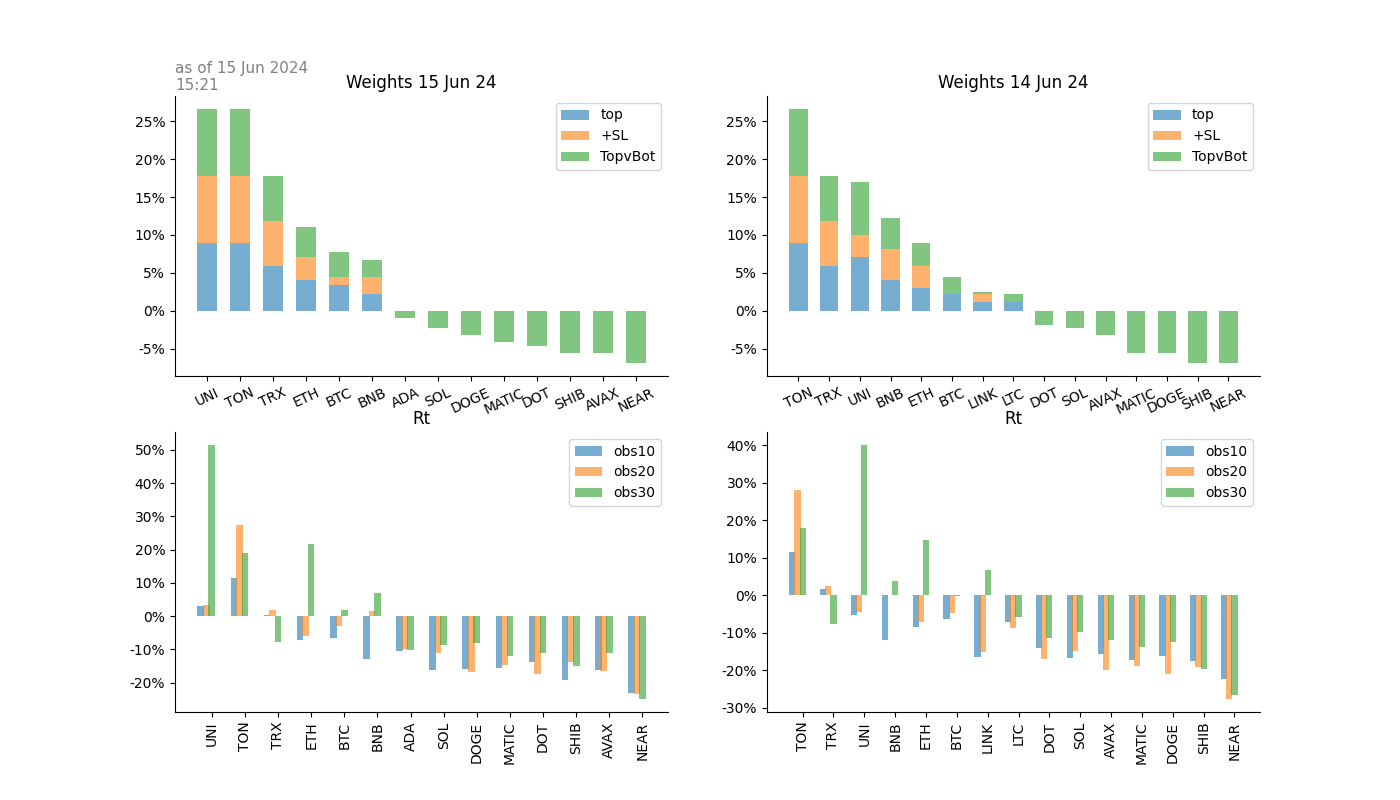 as of 15 Jun 2024
15:21
Weights 15 Jun 24
25%
20%
15%
10%
5%
0%
-5%
top
+SL
TopvBot
UNI TON TRX ETH BTC BNB ADA SOL DOGE MATIC DOT SHIB AVAX NEAR
Weights 14 Jun 24
25%
20%
15%
10%
5%
0%
-5%
top
+SL
TopvBot
TON TRX UNI BNB ETH BTC LINK LTC DOT SOL AVAX MATIC DOGE SHIB NEAR
Rt
50%
40%
30%
20%
10%
0%
-10%
-20%
obs10
obs20
obs30
UNI TON TRX ETH BTC BNB ADA SOL DOGE MATIC DOT SHIB AVAX NEAR
Rt
40%
30%
20%
10%
0%
-10%
-20%
-30%
obs10
obs20
obs30
TON TRX UNI BNB ETH BTC LINK LTC DOT SOL AVAX MATIC DOGE SHIB NEAR